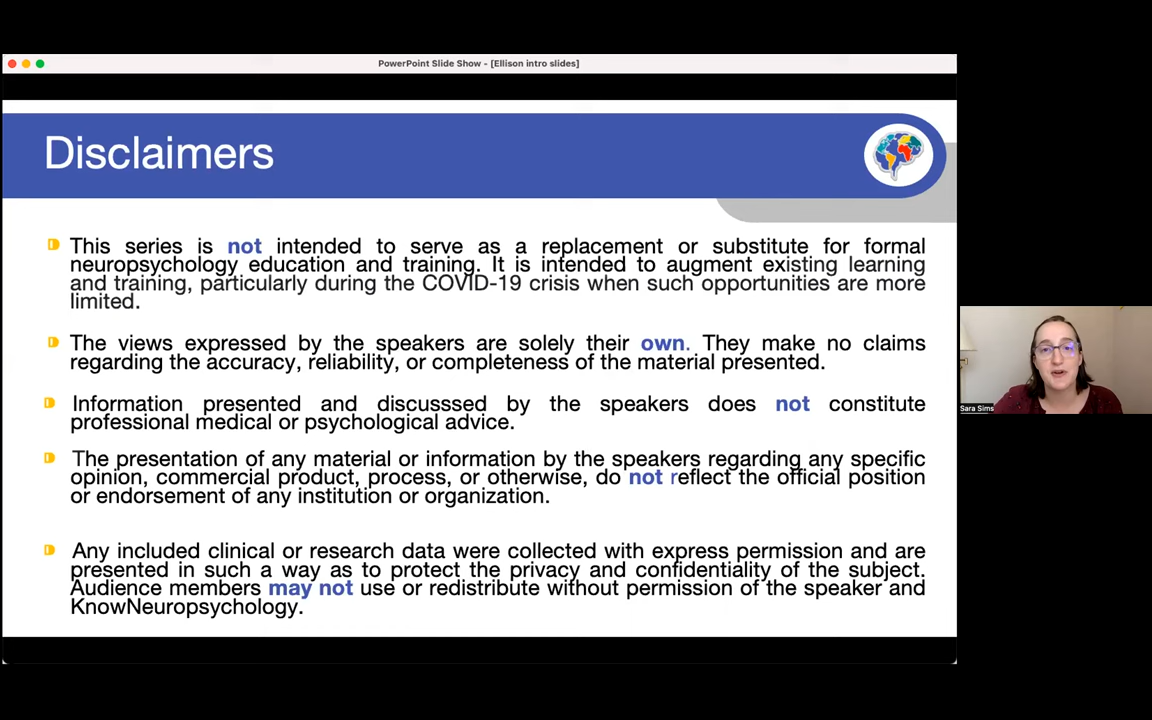 PowerPoint Slide Show - [Ellison intro slides]
Disclaimers
This series is not intended to serve as a replacement or substitute for formal
neuropsychology education and training. It is intended to augment existing learning
and training, particularly during the COVID-19 crisis when such opportunities are more
limited.
The views expressed by the speakers are solely their own. They make no claims
regarding the accuracy, reliability, or completeness of the material presented.
Information presented and discusssed by the speakers does not constitute
professional medical or psychological advice.
The presentation of any material or information by the speakers regarding any specific
opinion, commercial product, process, or otherwise, do not reflect the official position
or endorsement of any institution or organization.
Any included clinical or research data were collected with express permission and are
presented in such a way as to protect the privacy and confidentiality of the subject.
Audience members may not use or redistribute without permission of the speaker and
KnowNeuropsychology.
Sara Sims